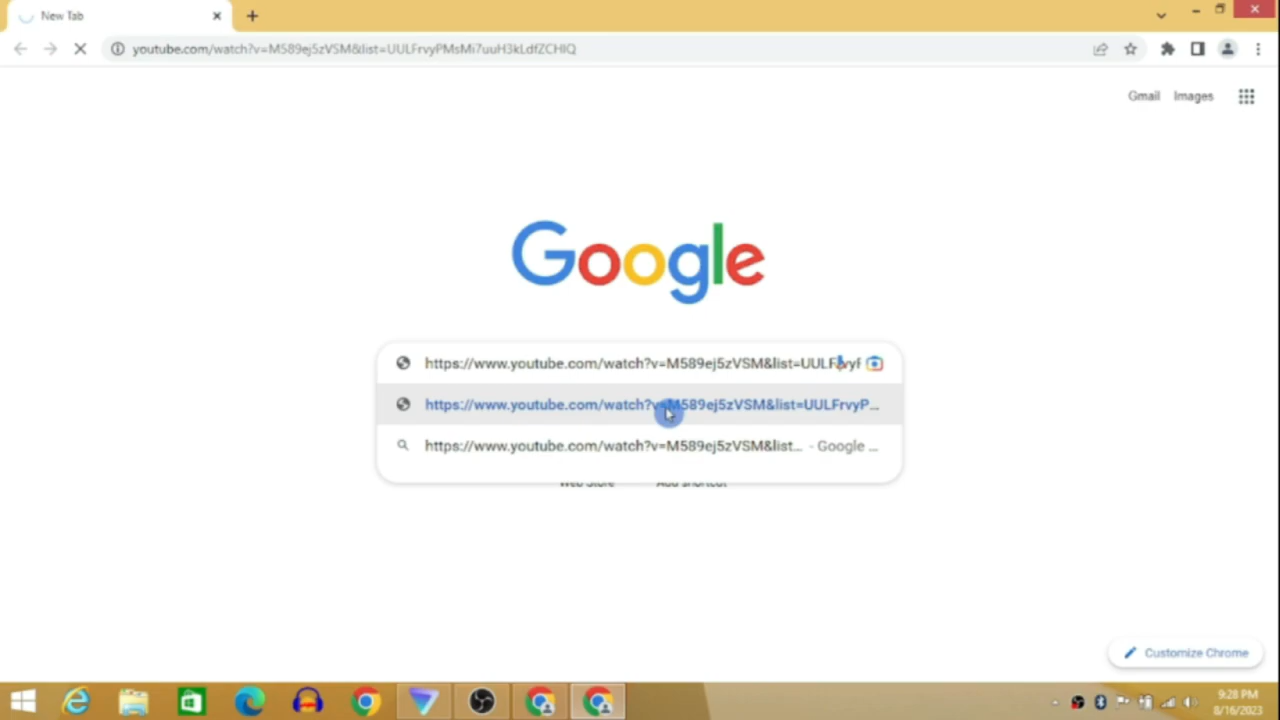 New Tab
youtube.com/watch?v=M589ej5zVSM&list=UULFrvyPMsMi7uuH3kLdfZCHIQ
Gmail Images
Google
https://www.youtube.com/watch?v=M589ej5zVSM&list=UULFrvyF
https://www.youtube.com/watch?v=M589ej5zVSM&list=UULFrvyP...
https://www.youtube.com/watch?v=M589ej5zVSM&list... - Google ...
Web Store Add shortcut
Customize Chrome
9:28 PM
8/16/2023